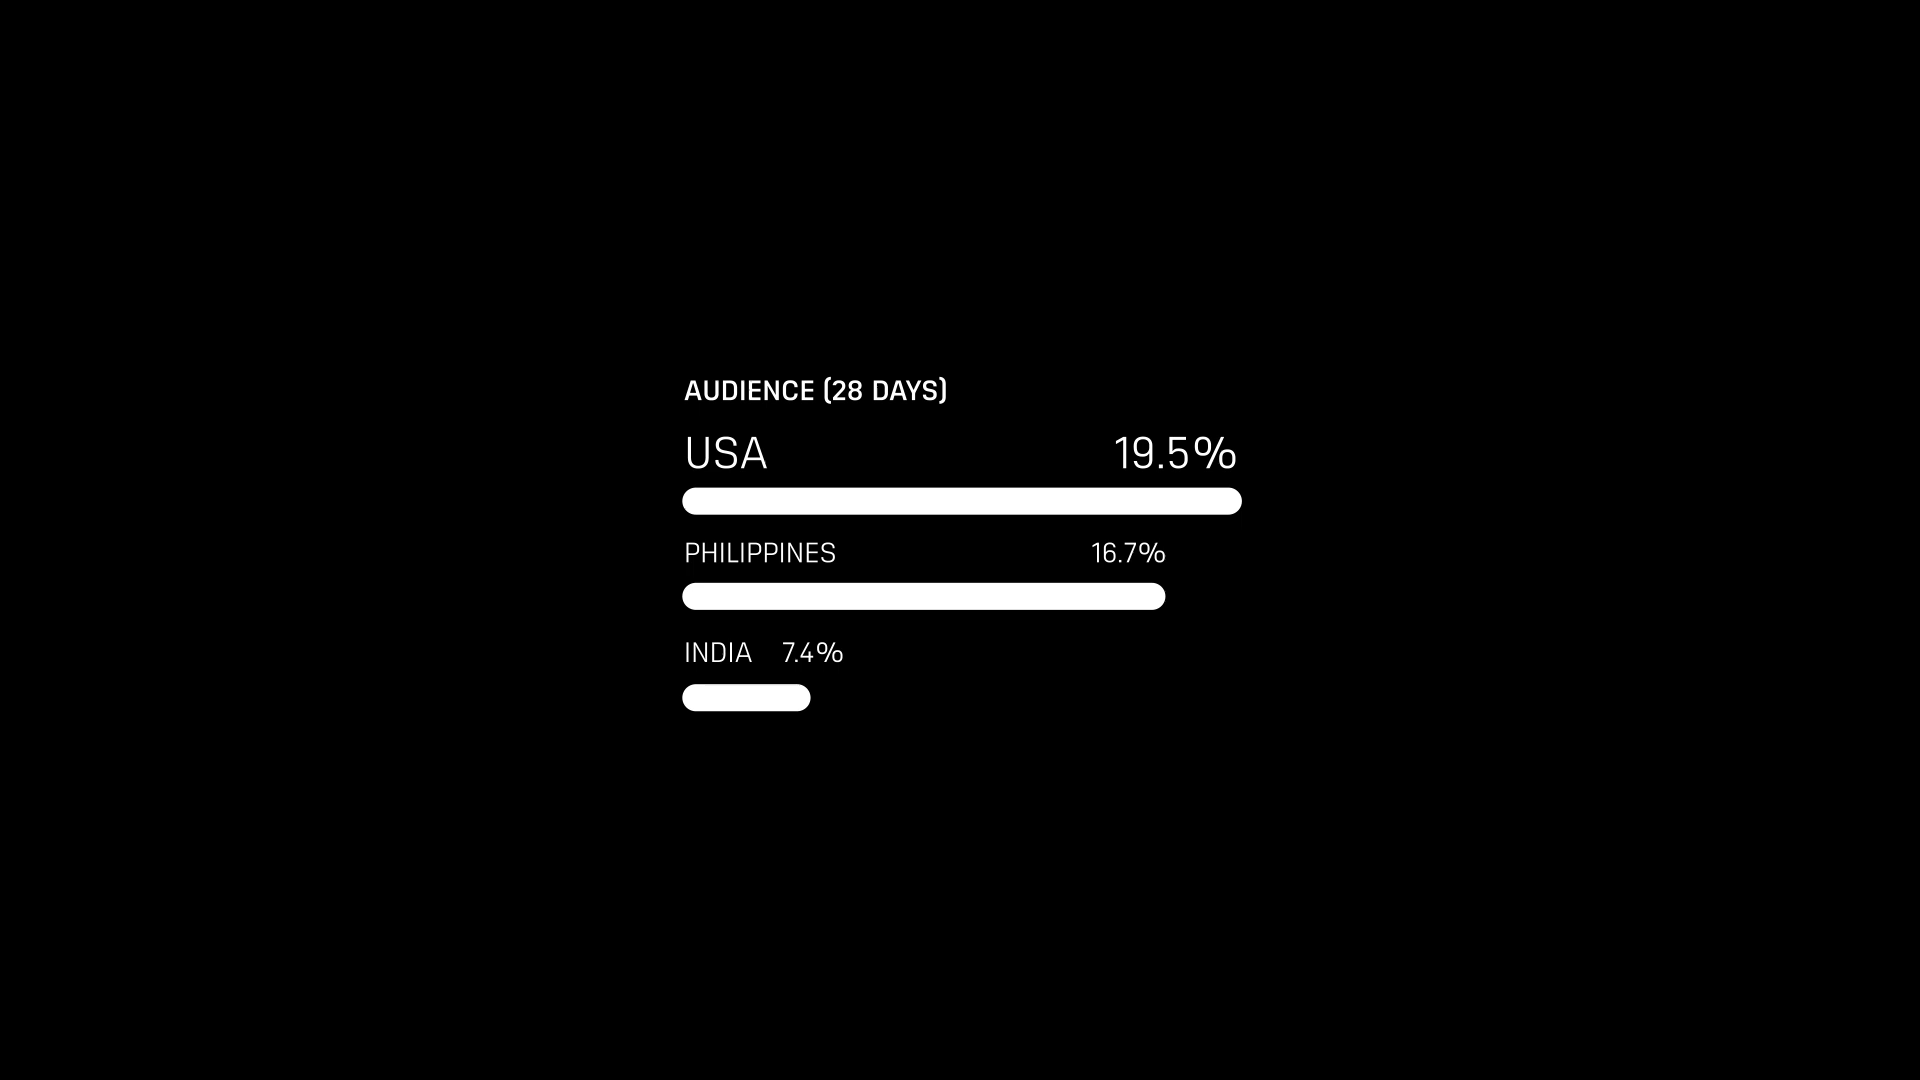 AUDIENCE (28 DAYS)
USA 19.5%
PHILIPPINES 16.7%
INDIA 7.4%